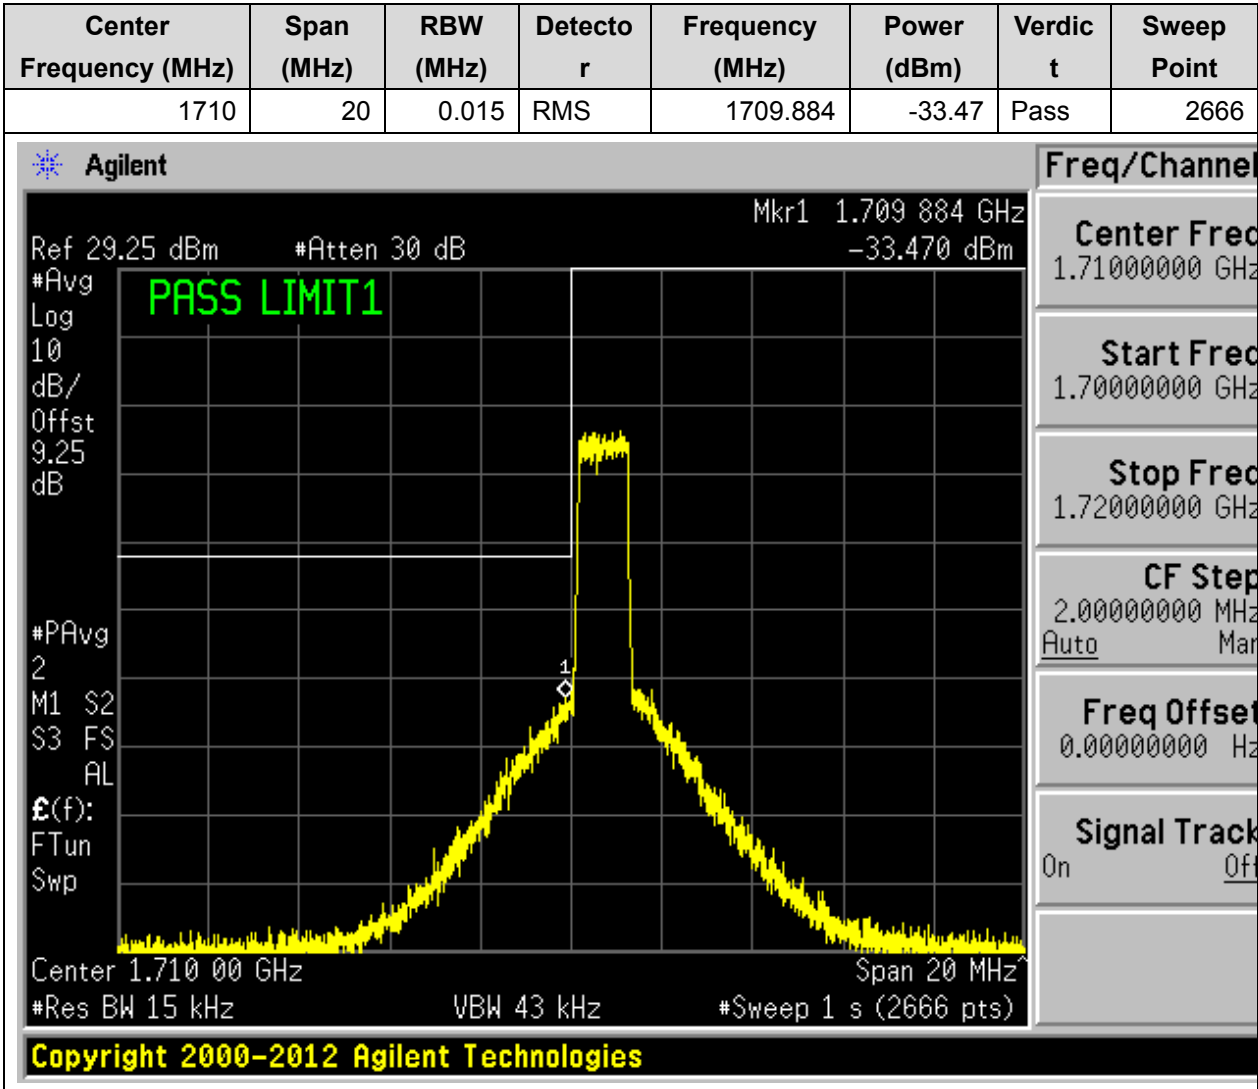 Center Frequency (MHz) Span (MHz) RBW (MHz) Detecto r Frequency (MHz) Power (dBm) Verdic t Sweep Point
1710 20 0.015 RMS 1709.884 -33.47 Pass 2666
Agilent
Freq/Channel
Mkr1 1.709 884 GHz
Ref 29.25 dBm #Atten 30 dB -33.470 dBm
#Avg
Log
10
dB/
Offst
9.25
dB
PASS LIMIT1
#PAvg
2
M1 S2
S3 FS
AL
£(f):
FTun
Swp
1
Center 1.710 00 GHz Span 20 MHz^
#Res BW 15 kHz VBW 43 kHz #Sweep 1 s (2666 pts)
Center Freq
1.71000000 GHz
Start Freq
1.70000000 GHz
Stop Freq
1.72000000 GHz
CF Step
2.00000000 MHz
Auto Man
Freq Offset
0.00000000 Hz
Signal Track
On Off
Copyright 2000-2012 Agilent Technologies